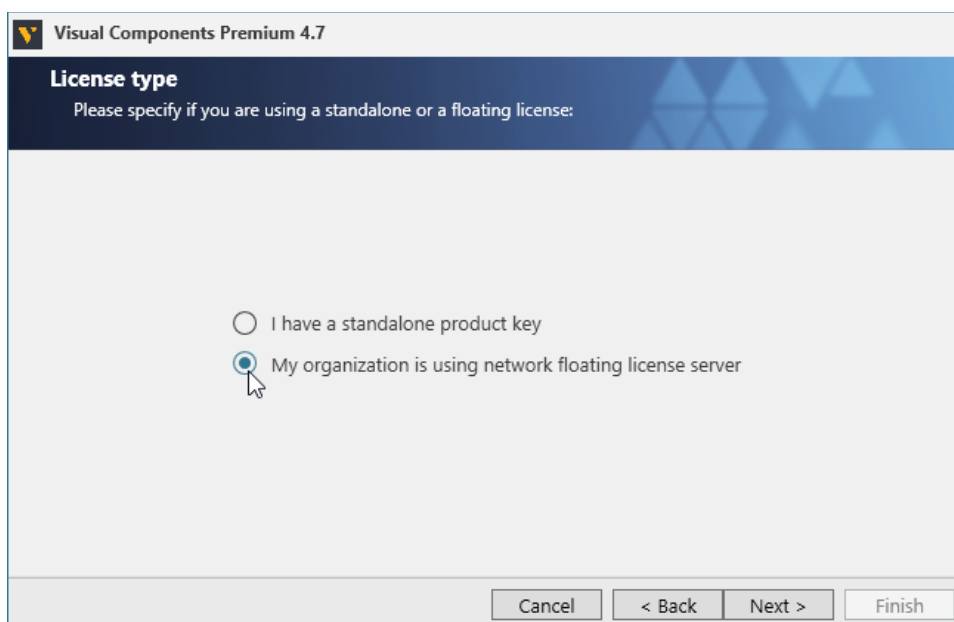 Visual Components Premium 4.7
License type
Please specify if you are using a standalone or a floating license:
I have a standalone product key
My organization is using network floating license server
Cancel
< Back
Next >
Finish